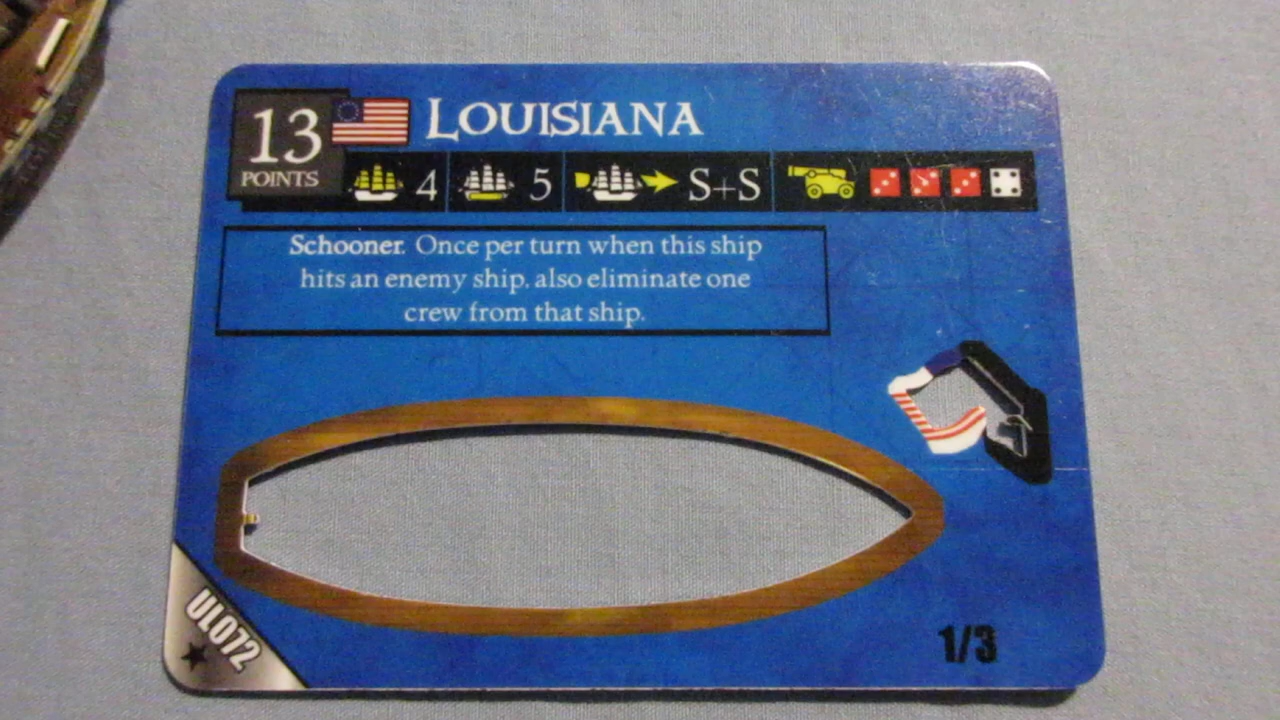 13
POINTS
LOUISIANA
4
5
S+S
Schooner. Once per turn when this ship
hits an enemy ship, also eliminate one
crew from that ship.
UL072
1/3